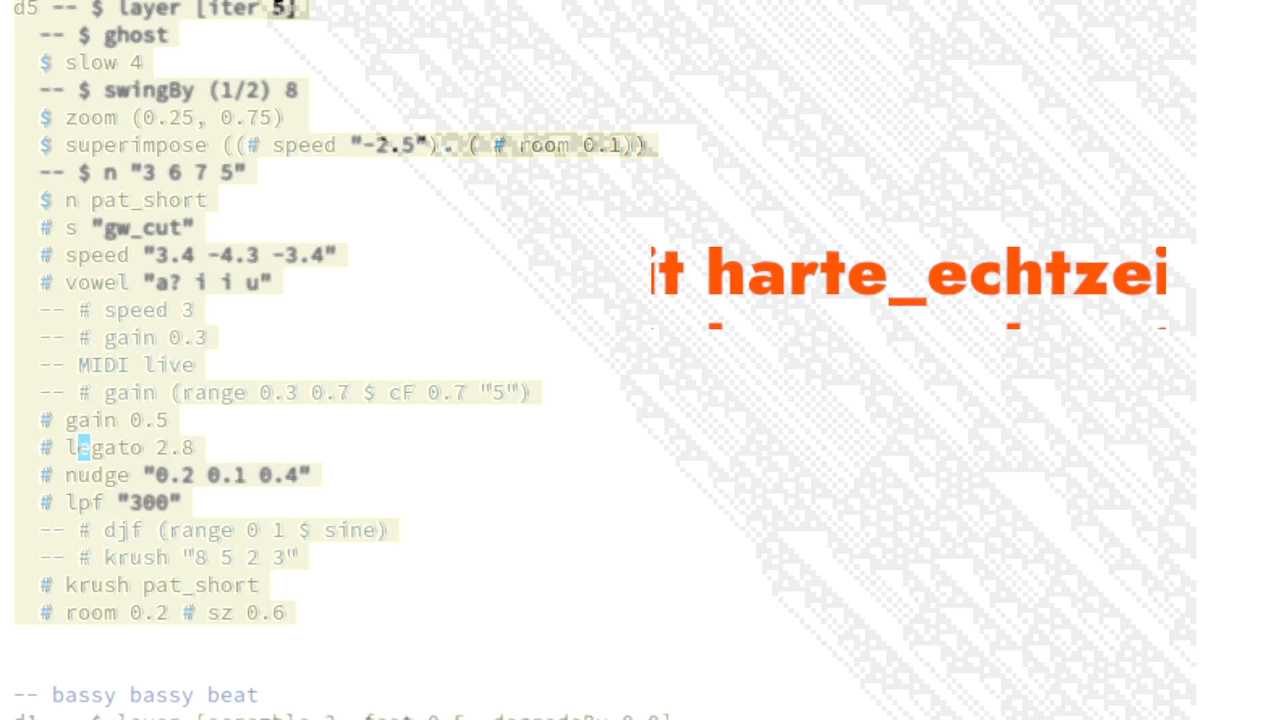 d5 -- $ layer [iter 5]
-- $ ghost
$ slow 4
-- $ swingBy (1/2) 8
$ zoom (0.25, 0.75)
$ superimpose ((# speed "-2.5"). ( # room 0.1))
-- $ n "3 6 7 5"
$ n pat_short
# s "gw_cut"
# speed "3.4 -4.3 -3.4"
# vowel "a? i i u"
-- # speed 3
-- # gain 0.3
-- MIDI live
-- # gain (range 0.3 0.7 $ cF 0.7 "5")
# gain 0.5
# legato 2.8
# nudge "0.2 0.1 0.4"
# lpf "300"
-- # djf (range 0 1 $ sine)
-- # krush "8 5 2 3"
# krush pat_short
# room 0.2 # sz 0.6
-- bassy bassy beat
it harte_echtzei